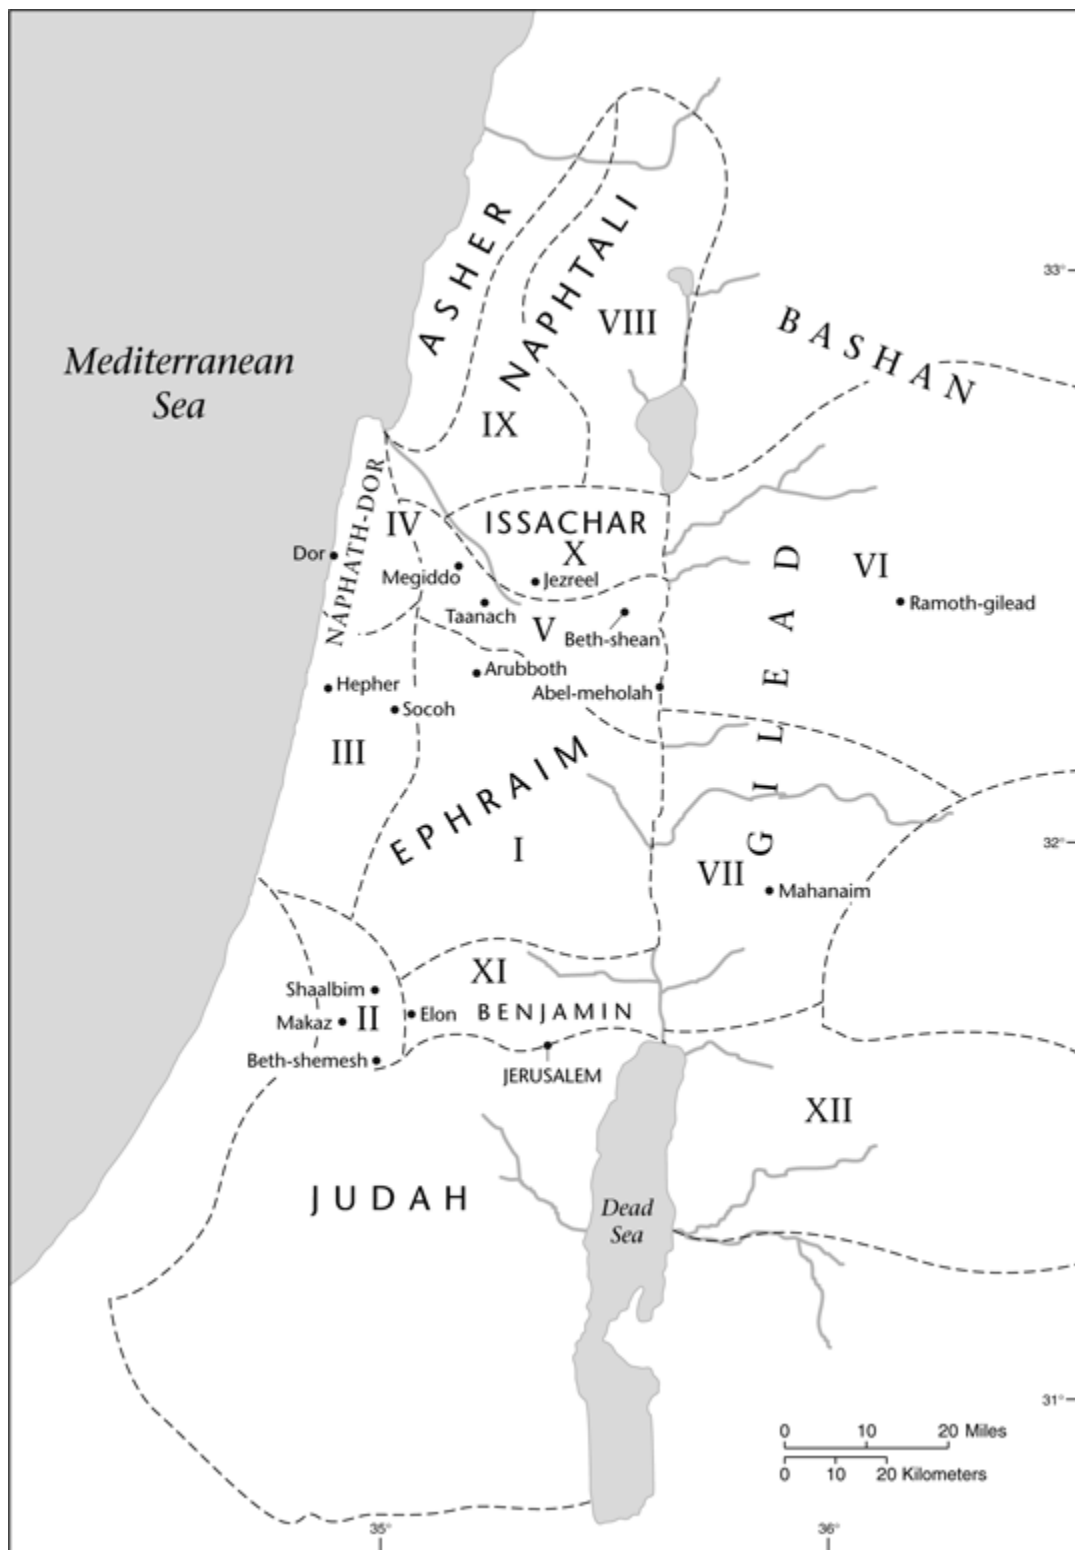 ASHER
NAPHTALI
VIII
33°
BASHAN
Mediterranean
Sea
IX
NAPHATH-DOR
IV
ISSACHAR
X
Dor
Megiddo
Jezreel
Taanach
V
Beth-shean
VI
Ramoth-gilead
GILEAD
Arubboth
Abel-meholah
Hepher
Socoh
III
EPHRAIM
I
32°
VII
Mahanaim
XI
Shaalbim
Makaz
II
Elon
BENJAMIN
Beth-shemesh
JERUSALEM
XII
JUDAH
Dead
Sea
31°
0 10 20 Miles
0 10 20 Kilometers
35°
36°